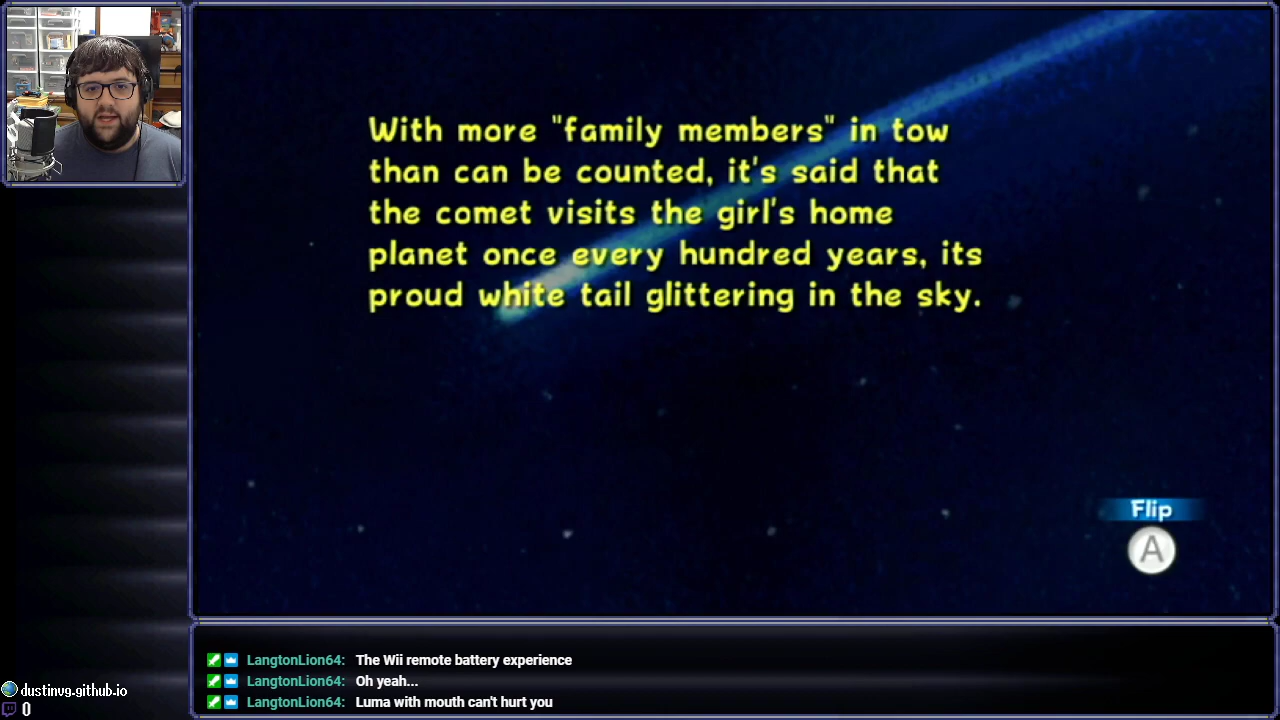 With more "family members" in tow
than can be counted, it's said that
the comet visits the girl's home
planet once every hundred years, its
proud white tail glittering in the sky.
Flip
A
LangtonLion64: The Wii remote battery experience
LangtonLion64: Oh yeah...
LangtonLion64: Luma with mouth can't hurt you
dustinvg.github.io
0